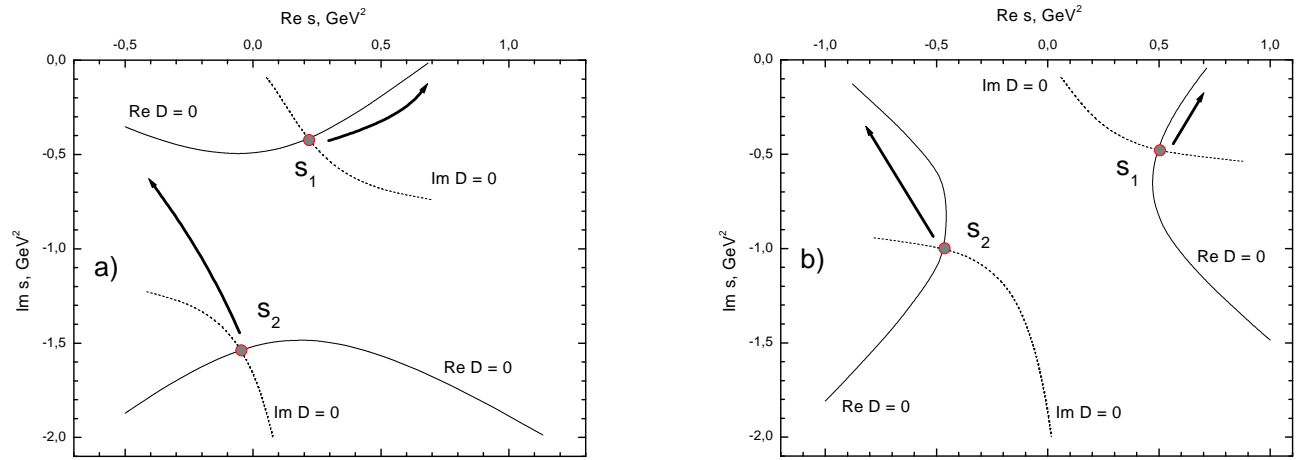 Re s, GeV²
-0,5 0,0 0,5 1,0
0,0
-0,5
-1,0
-1,5
-2,0
Im s, GeV²
Re D = 0
S₁
Im D = 0
a)
S₂
Re D = 0
Im D = 0
Re s, GeV²
-1,0 -0,5 0,0 0,5 1,0
0,0
-0,5
-1,0
-1,5
-2,0
Im s, GeV²
Im D = 0
S₁
S₂
b)
Re D = 0
Re D = 0
Im D = 0